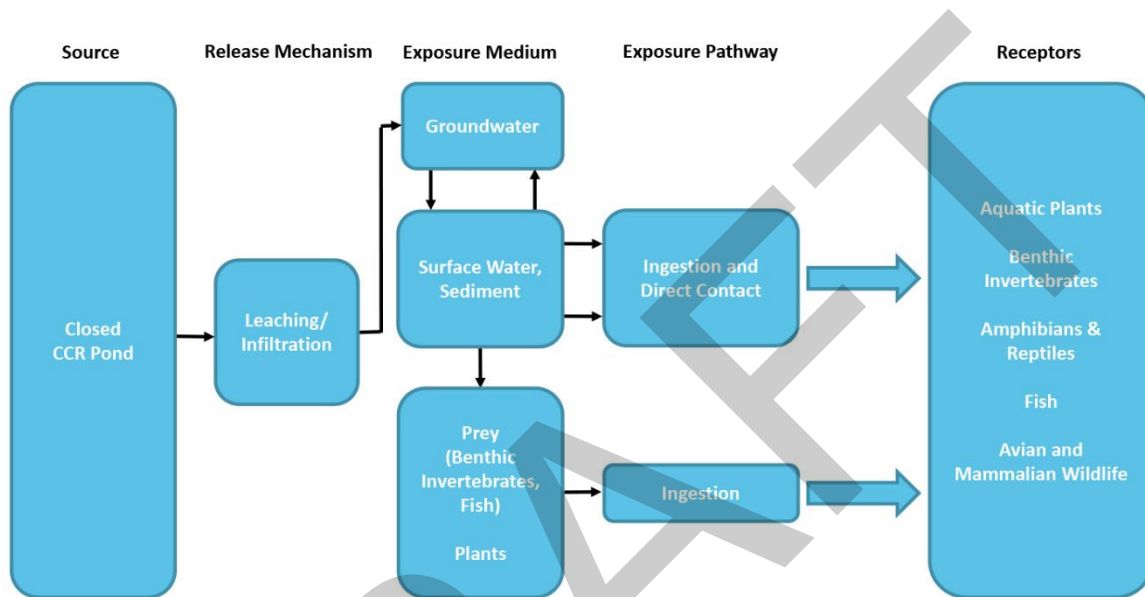 Source
Release Mechanism
Exposure Medium
Exposure Pathway
Receptors
Closed
CCR Pond
Leaching/
Infiltration
Groundwater
Surface Water,
Sediment
Prey
(Benthic
Invertebrates,
Fish)
Plants
Ingestion and
Direct Contact
Ingestion
Aquatic Plants
Benthic
Invertebrates
Amphibians &
Reptiles
Fish
Avian and
Mammalian Wildlife
DRAFT